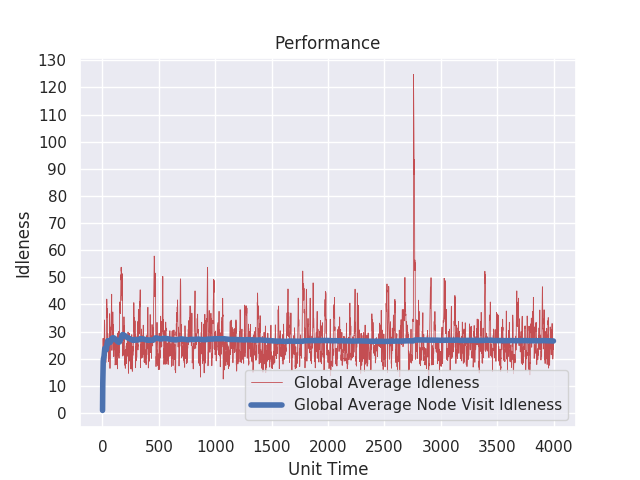 Performance
130
120
110
100
90
80
70
60
50
40
30
20
10
0
Idleness
Global Average Idleness
Global Average Node Visit Idleness
0 500 1000 1500 2000 2500 3000 3500 4000
Unit Time